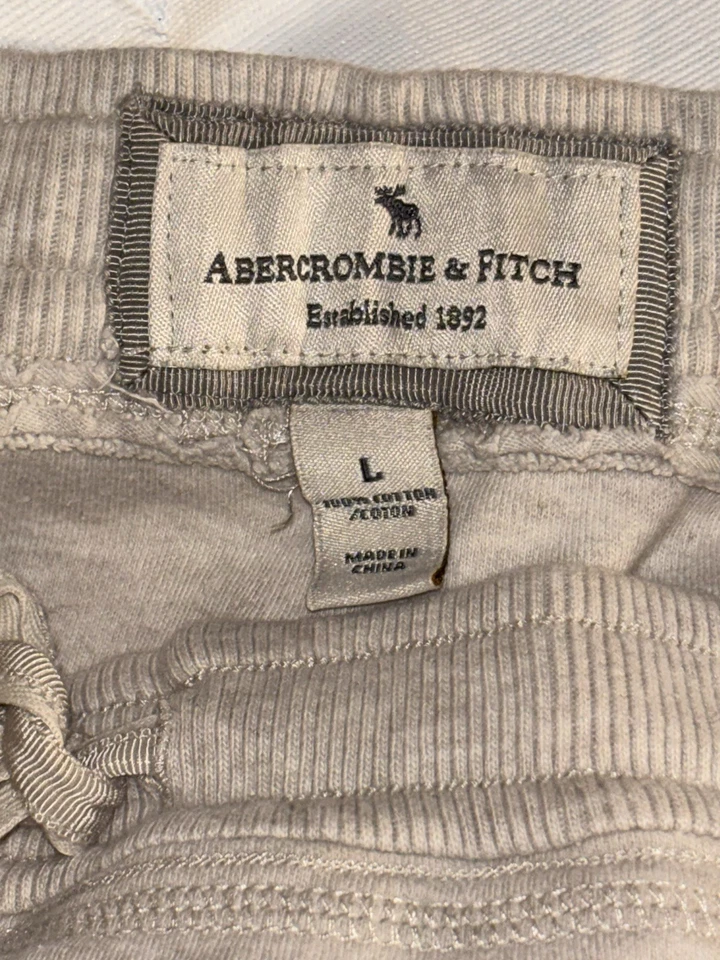 ABERCROMBIE & FITCH
Established 1892
L
100% COTTON
/COTON
MADE IN
CHINA